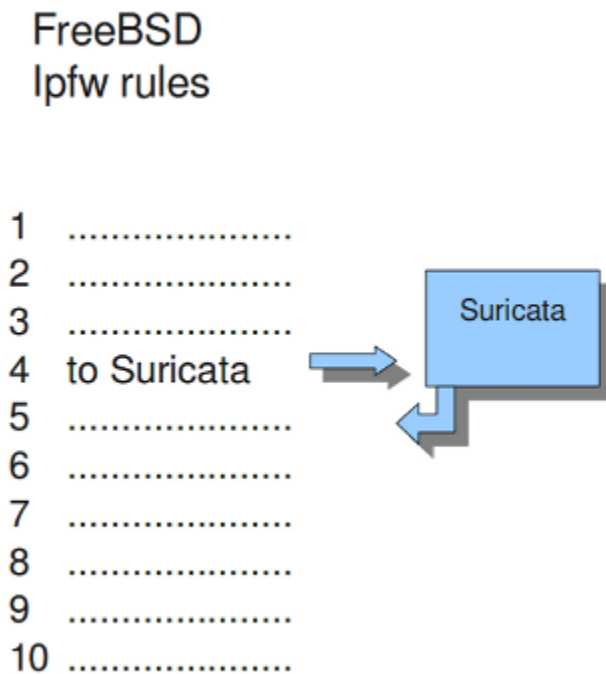 FreeBSD
Ipfw rules
1 .....................
2 .....................
3 .....................
Suricata
4 to Suricata
5 .....................
6 .....................
7 .....................
8 .....................
9 .....................
10 .....................